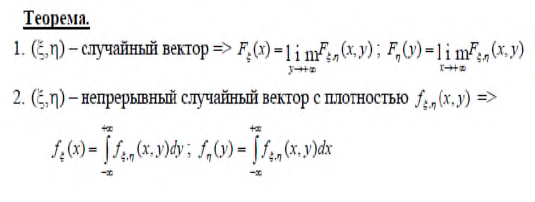 Теорема.
1. (ξ,η) – случайный вектор => F_ξ(x) = lim_{y→+∞} F_{ξ,η}(x, y) ; F_η(y) = lim_{x→+∞} F_{ξ,η}(x, y)
2. (ξ,η) – непрерывный случайный вектор с плотностью f_{ξ,η}(x, y) =>
f_ξ(x) = ∫_{-∞}^{+∞} f_{ξ,η}(x, y)dy ; f_η(y) = ∫_{-∞}^{+∞} f_{ξ,η}(x, y)dx